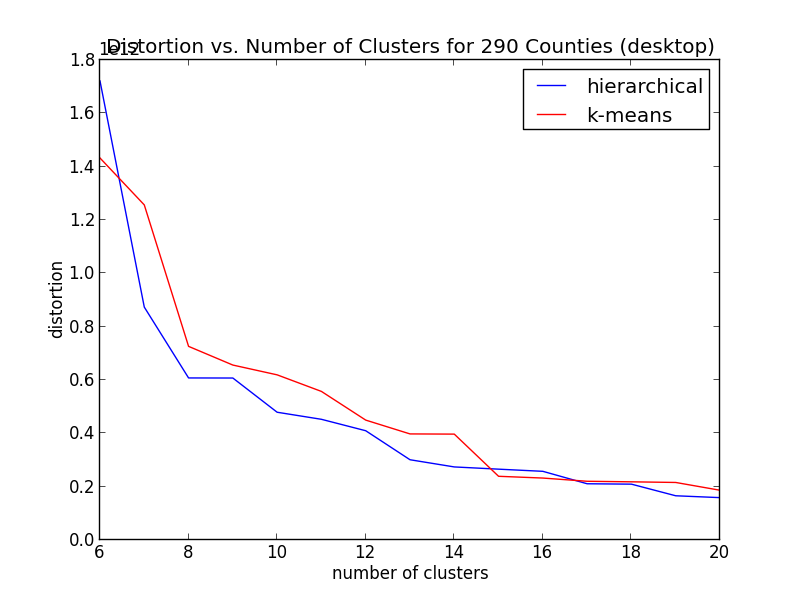 Distortion vs. Number of Clusters for 290 Counties (desktop)
1e12
hierarchical
k-means
1.8
1.6
1.4
1.2
1.0
0.8
0.6
0.4
0.2
0.0
distortion
6 8 10 12 14 16 18 20
number of clusters